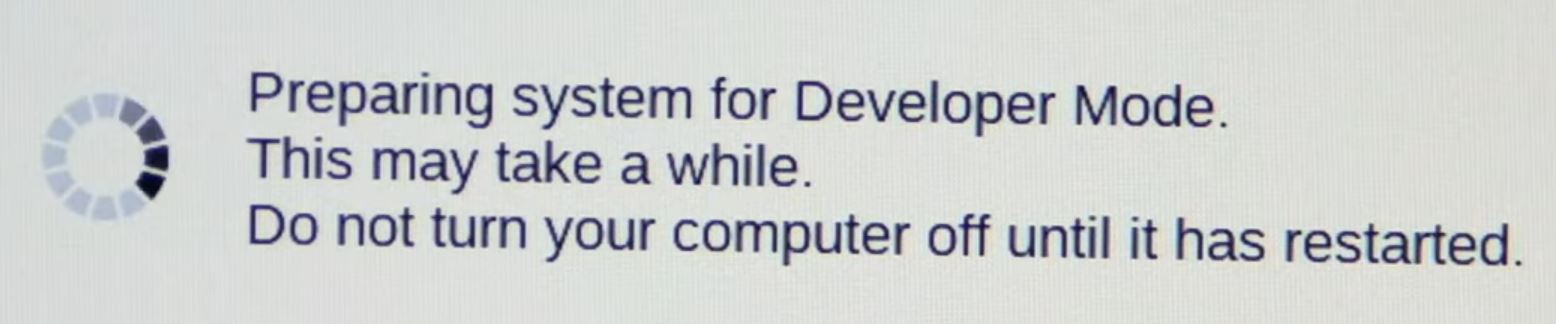 Preparing system for Developer Mode.
This may take a while.
Do not turn your computer off until it has restarted.